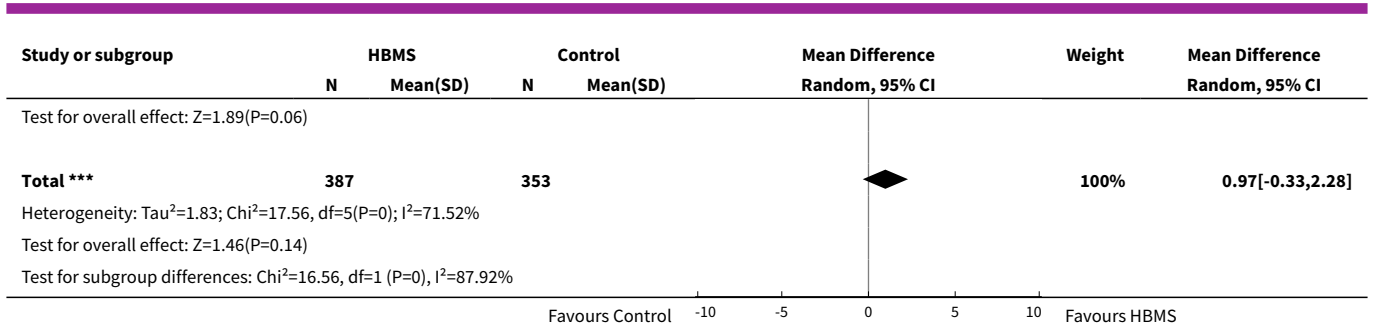 Study or subgroup HBMS Control Mean Difference Weight Mean Difference
N Mean(SD) N Mean(SD) Random, 95% CI Random, 95% CI
Test for overall effect: Z=1.89(P=0.06)
Total *** 387 353 100% 0.97[-0.33,2.28]
Heterogeneity: Tau²=1.83; Chi²=17.56, df=5(P=0); I²=71.52%
Test for overall effect: Z=1.46(P=0.14)
Test for subgroup differences: Chi²=16.56, df=1 (P=0), I²=87.92%
Favours Control -10 -5 0 5 10 Favours HBMS